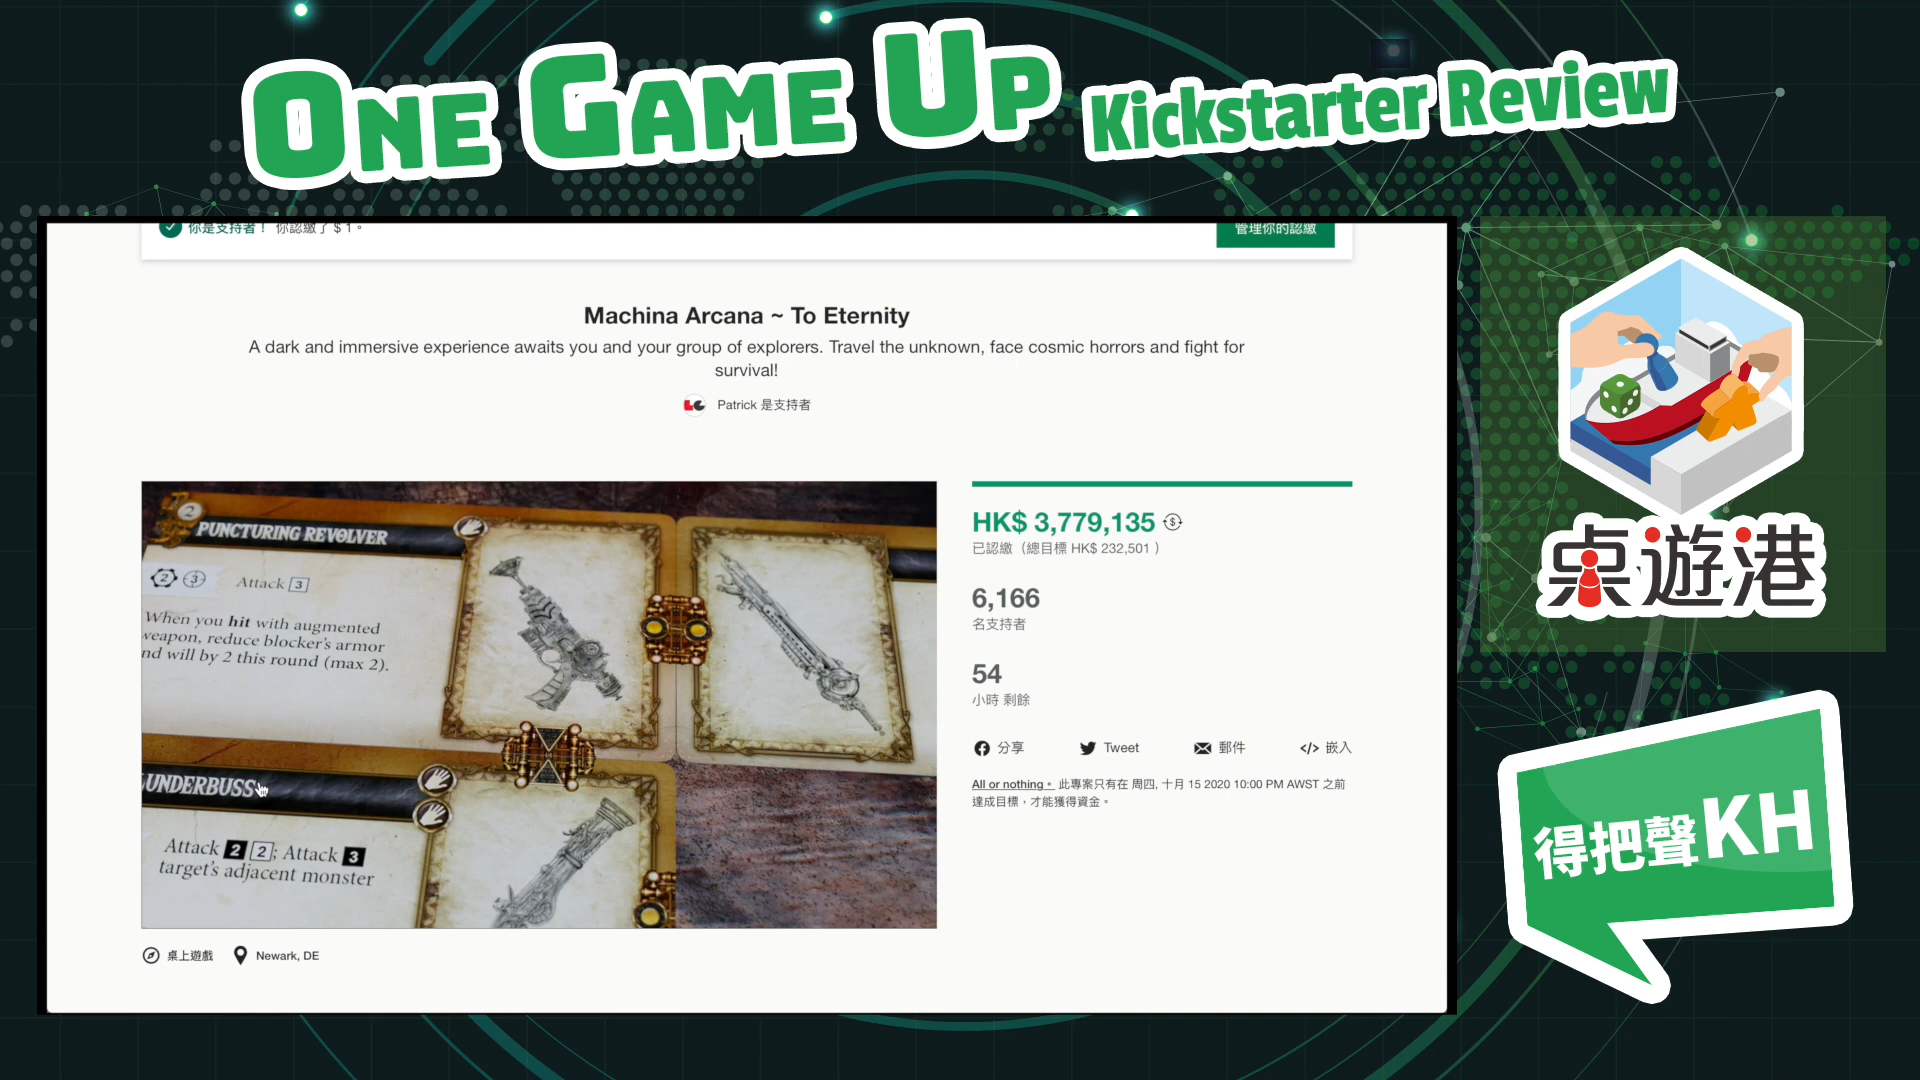 ONE GAME UP Kickstarter Review
你是支持者！ 你認繳了 $ 1。
管理你的認繳
Machina Arcana ~ To Eternity
A dark and immersive experience awaits you and your group of explorers. Travel the unknown, face cosmic horrors and fight for
survival!
Patrick 是支持者
2
PUNCTURING REVOLVER
2 3 Attack 3
When you hit with augmented
weapon, reduce blocker's armor
nd will by 2 this round (max 2).
LUNDERBUSS
Attack 2 2; Attack 3
target's adjacent monster
HK$ 3,779,135
已認繳（總目標 HK$ 232,501 ）
6,166
名支持者
54
小時 剩餘
分享
Tweet
郵件
嵌入
All or nothing。 此專案只有在 周四, 十月 15 2020 10:00 PM AWST 之前
達成目標，才能獲得資金。
桌上遊戲
Newark, DE
桌遊港
得把聲KH